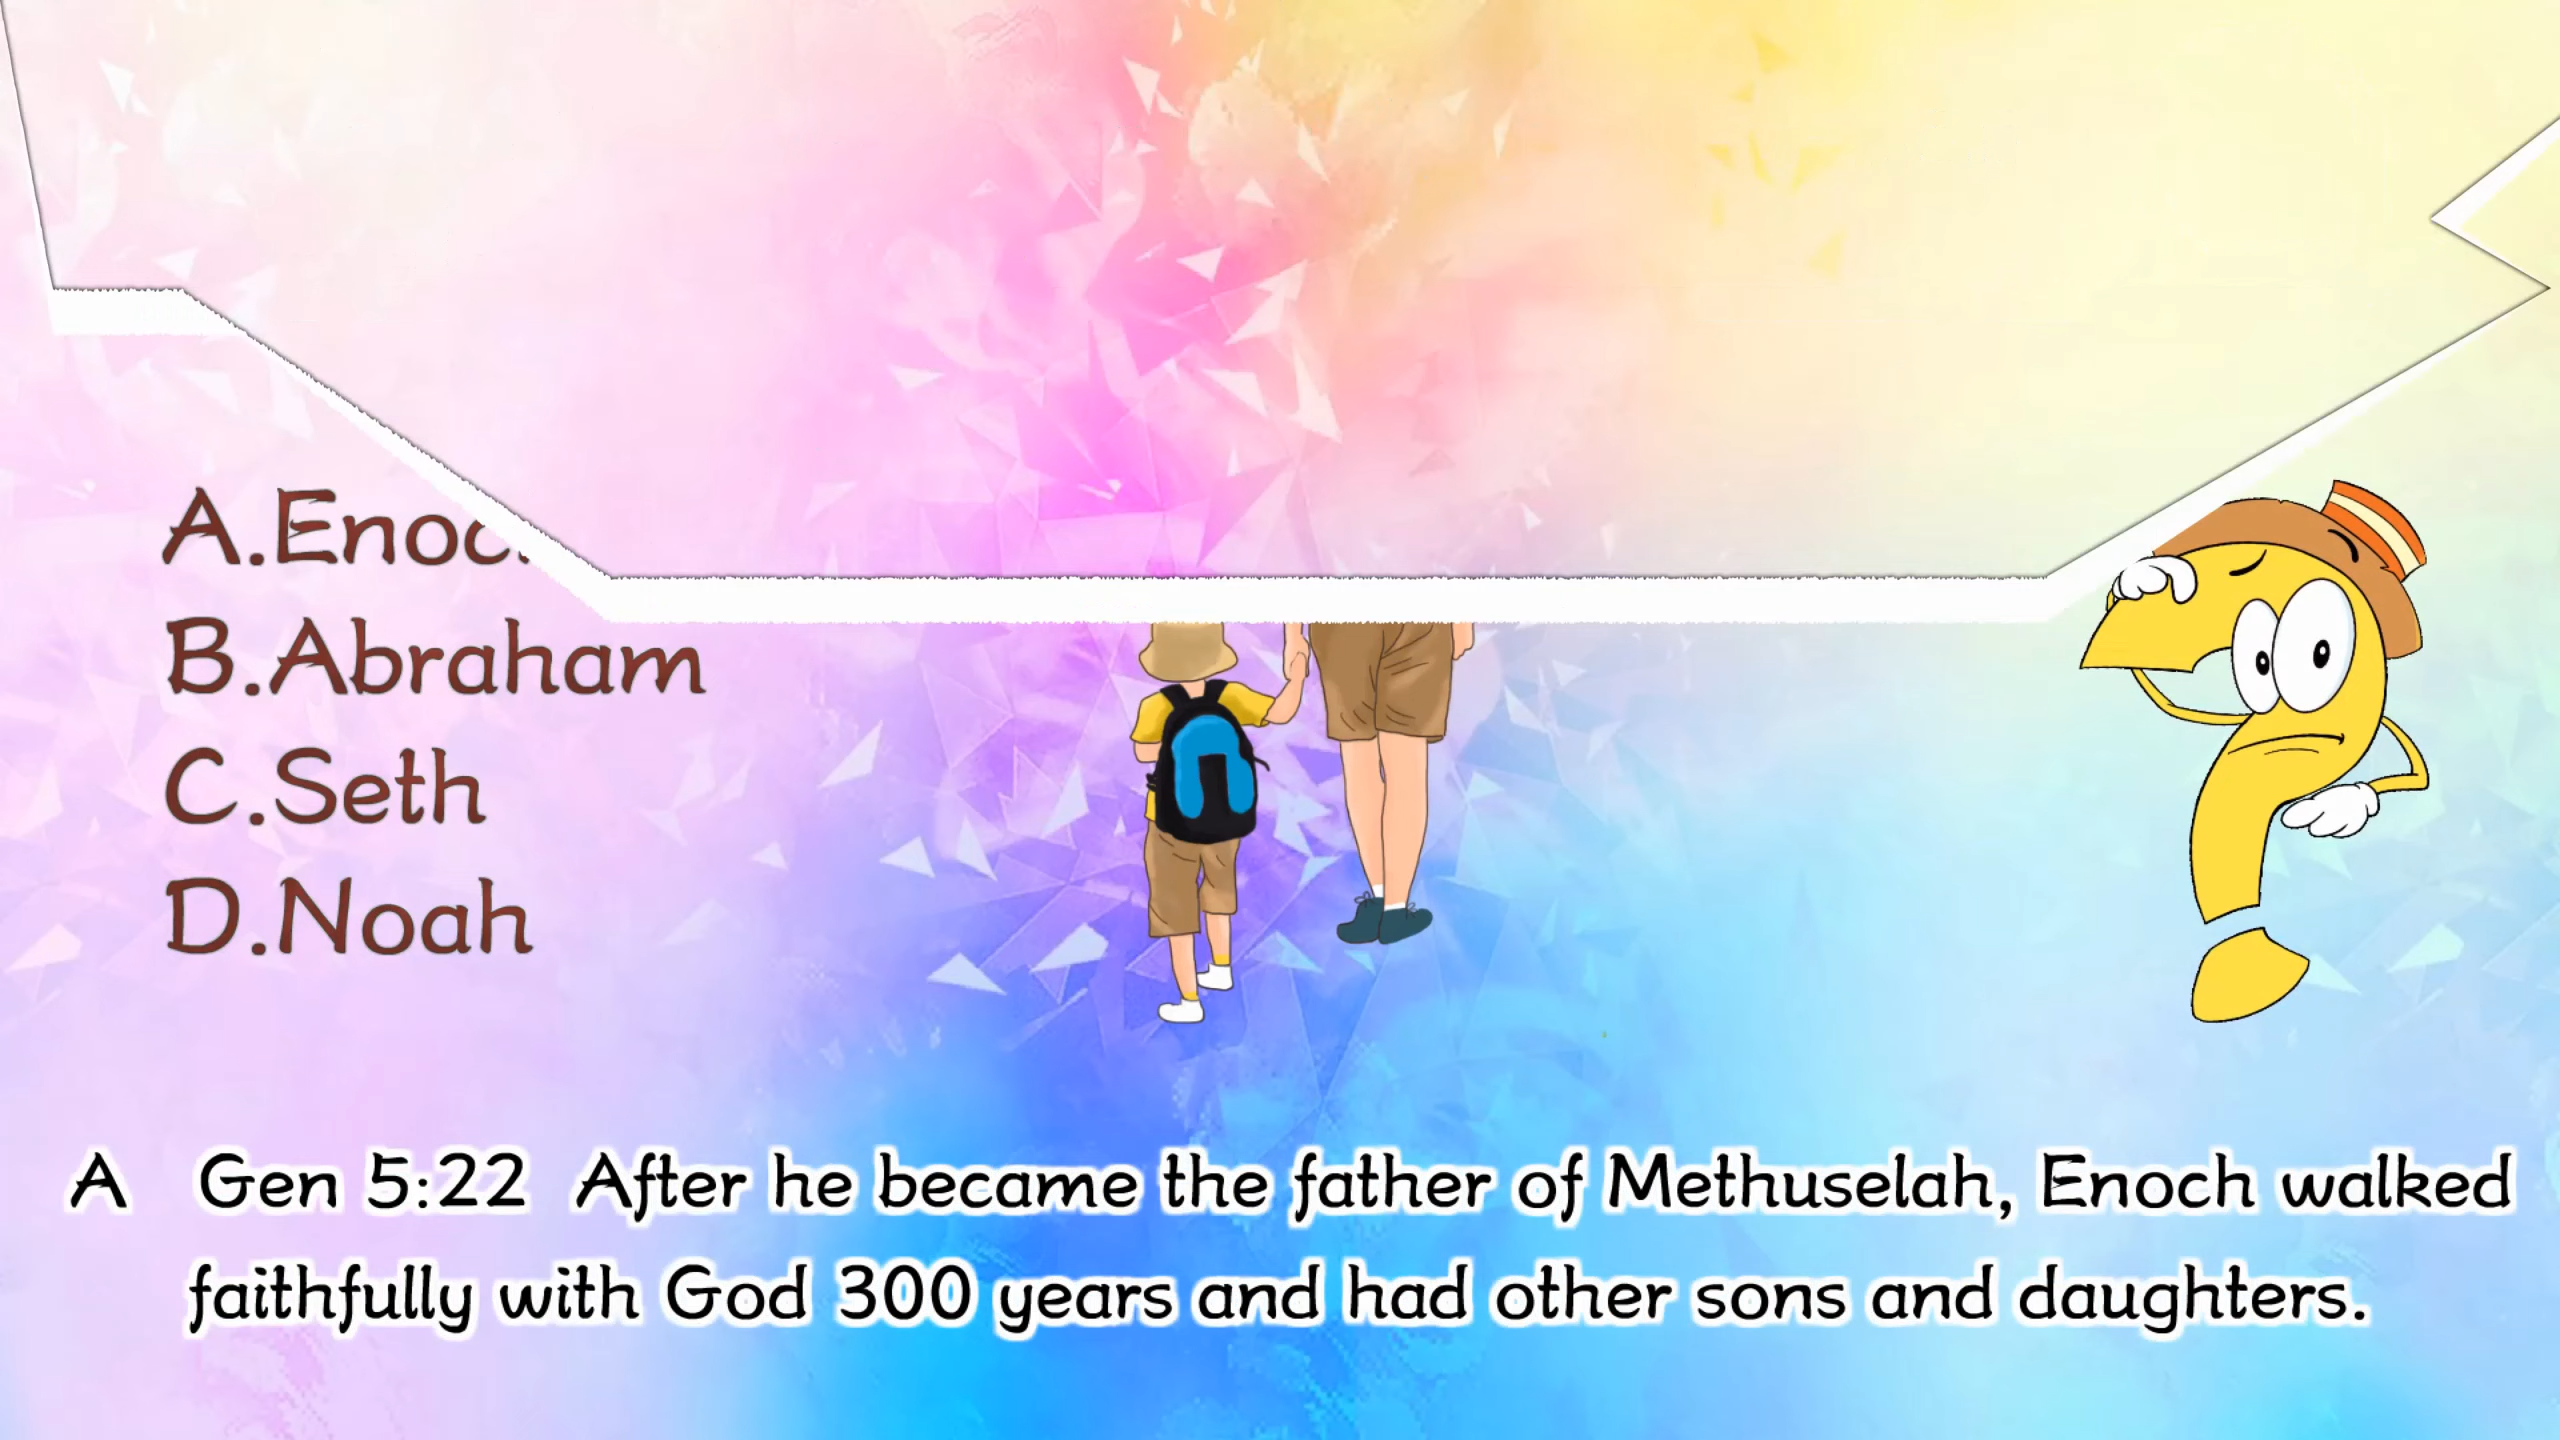 A.Enoc
B.Abraham
C.Seth
D.Noah
A Gen 5:22 After he became the father of Methuselah, Enoch walked
faithfully with God 300 years and had other sons and daughters.